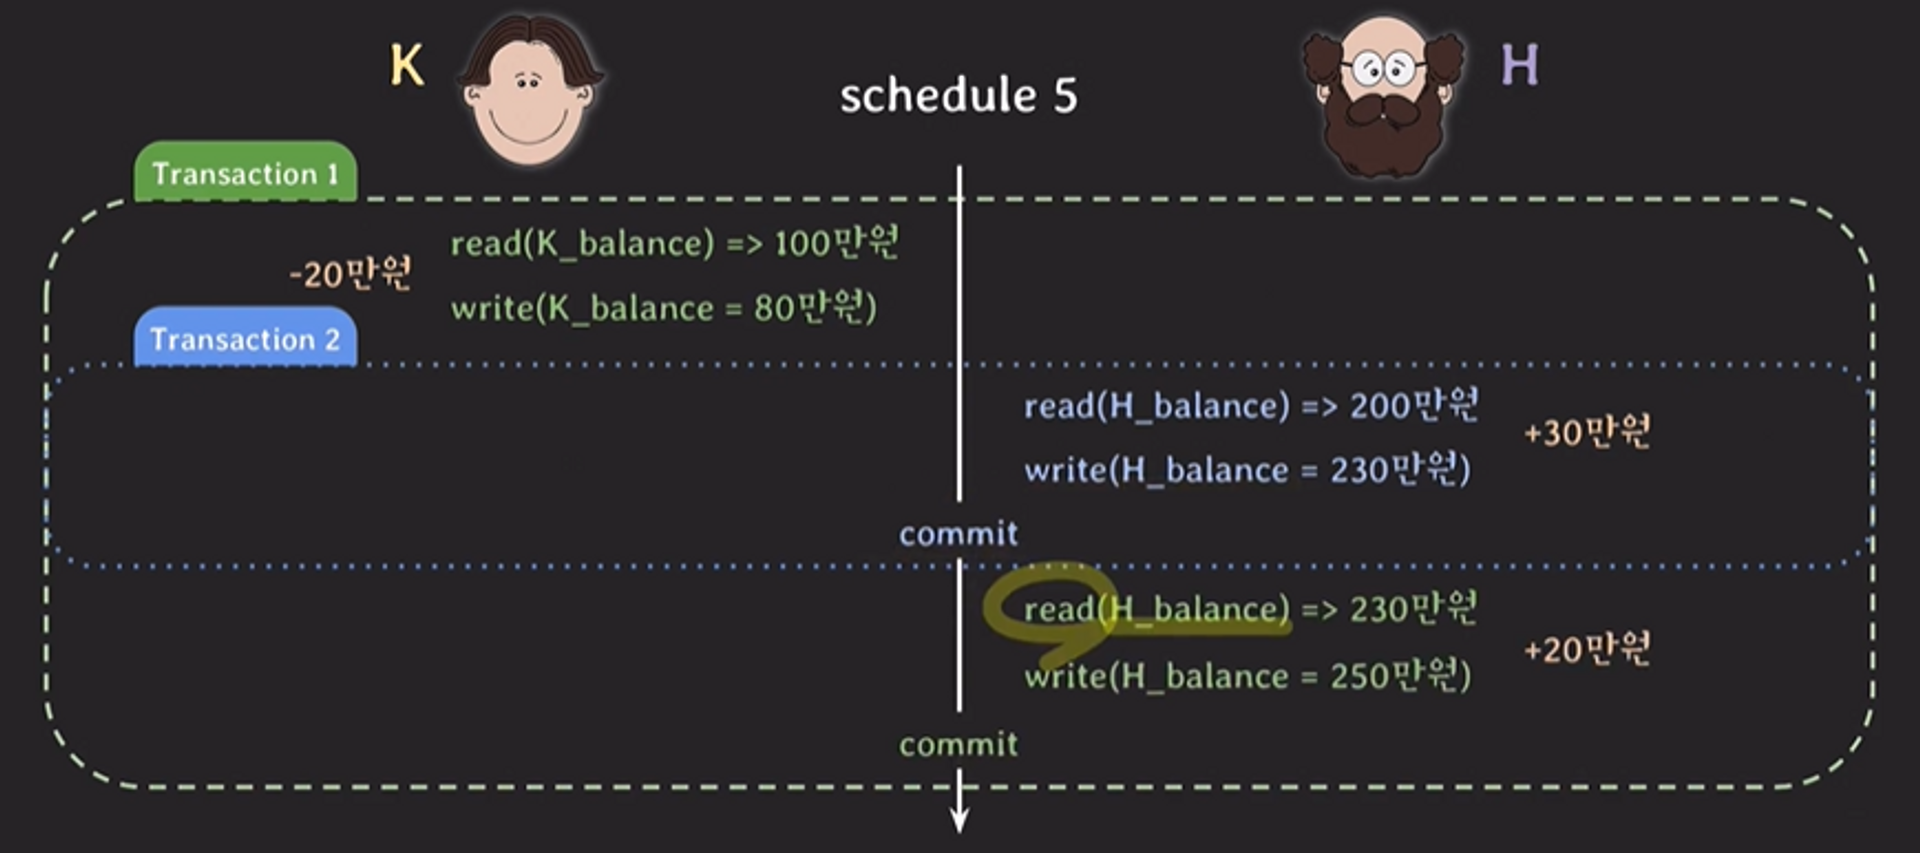 K
H
schedule 5
Transaction 1
read(K_balance) => 100만원
-20만원
write(K_balance = 80만원)
Transaction 2
read(H_balance) => 200만원
+30만원
write(H_balance = 230만원)
commit
read(H_balance) => 230만원
+20만원
write(H_balance = 250만원)
commit